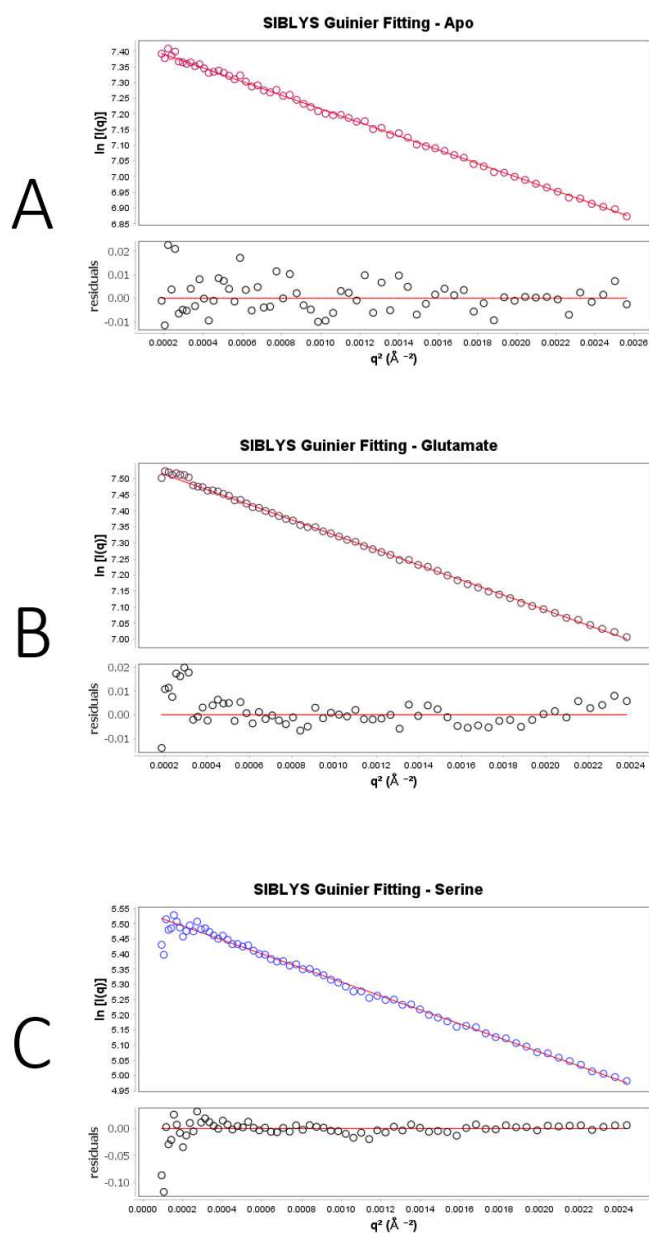 SIBLYS Guinier Fitting - Apo
7.40
7.35
7.30
7.25
7.20
7.15
7.10
7.05
7.00
6.95
6.90
6.85
ln [I(q)]
A
0.02
0.01
0.00
-0.01
residuals
0.0002 0.0004 0.0006 0.0008 0.0010 0.0012 0.0014 0.0016 0.0018 0.0020 0.0022 0.0024 0.0026
q² (Å ⁻²)
SIBLYS Guinier Fitting - Glutamate
7.50
7.45
7.40
7.35
7.30
7.25
7.20
7.15
7.10
7.05
7.00
ln [I(q)]
B
0.02
0.01
0.00
-0.01
residuals
0.0002 0.0004 0.0006 0.0008 0.0010 0.0012 0.0014 0.0016 0.0018 0.0020 0.0022 0.0024
q² (Å ⁻²)
SIBLYS Guinier Fitting - Serine
5.55
5.50
5.45
5.40
5.35
5.30
5.25
5.20
5.15
5.10
5.05
5.00
4.95
ln [I(q)]
C
0.00
-0.05
-0.10
residuals
0.0000 0.0002 0.0004 0.0006 0.0008 0.0010 0.0012 0.0014 0.0016 0.0018 0.0020 0.0022 0.0024
q² (Å ⁻²)